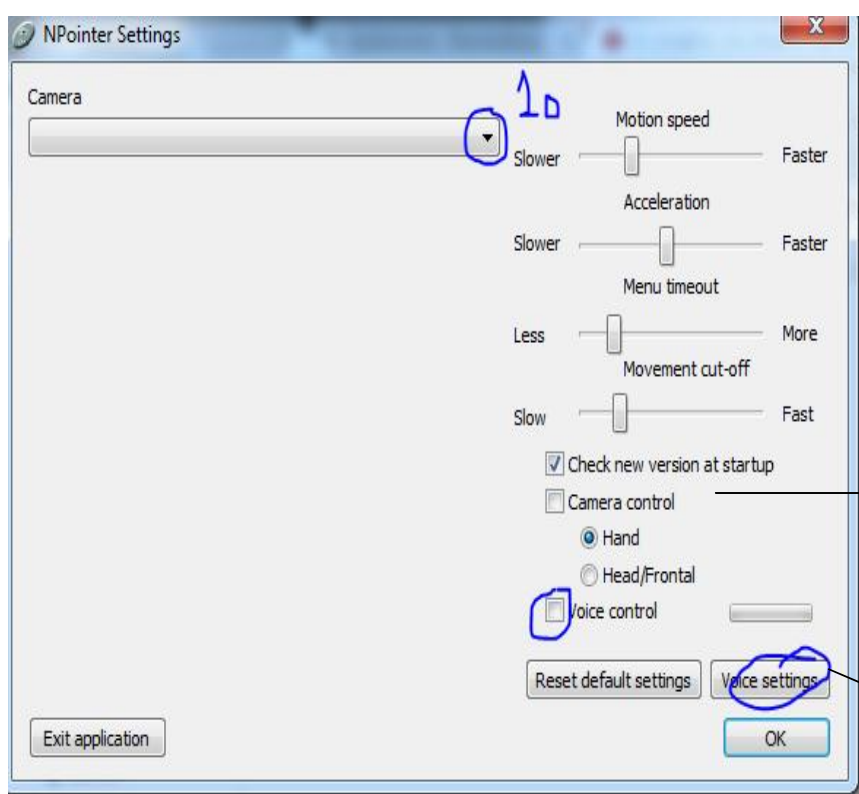 NPointer Settings
X
Camera
1
Motion speed
Slower Faster
Acceleration
Slower Faster
Menu timeout
Less More
Movement cut-off
Slow Fast
Check new version at startup
Camera control
Hand
Head/Frontal
Voice control
Reset default settings Voice settings
Exit application OK